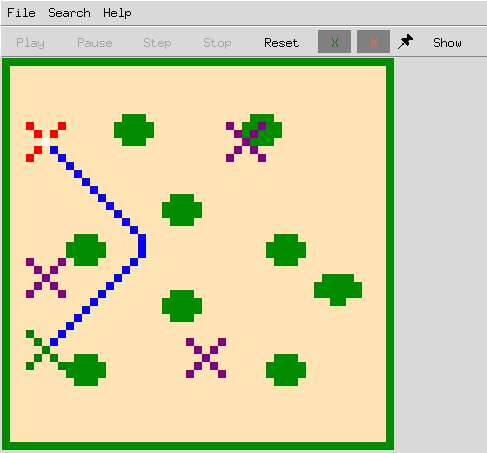 File Search Help
Play Pause Step Stop Reset X X Show